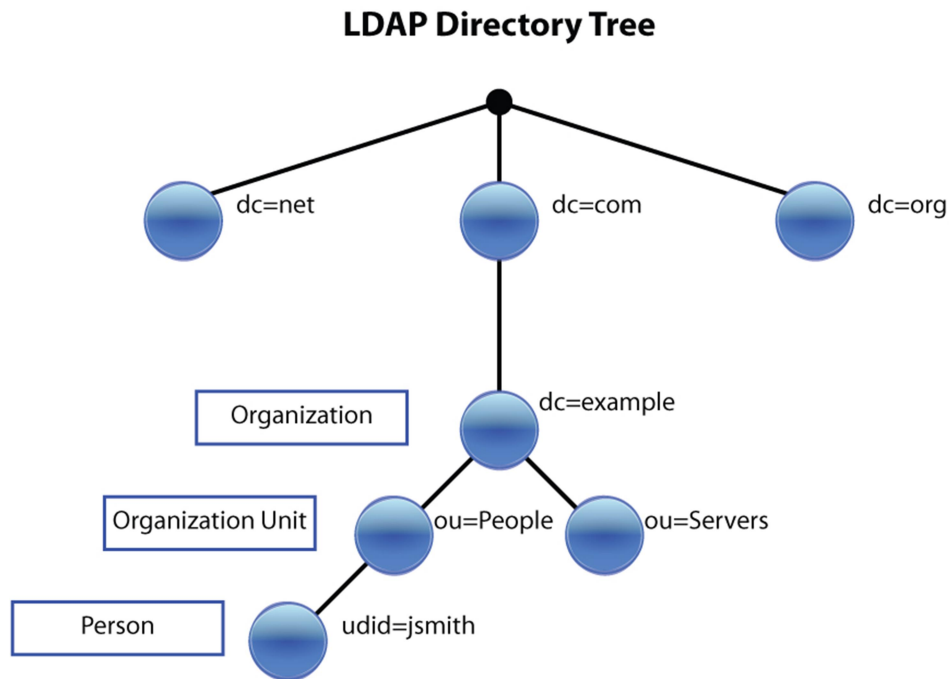 LDAP Directory Tree
dc=net
dc=com
dc=org
Organization
dc=example
Organization Unit
ou=People
ou=Servers
Person
udid=jsmith